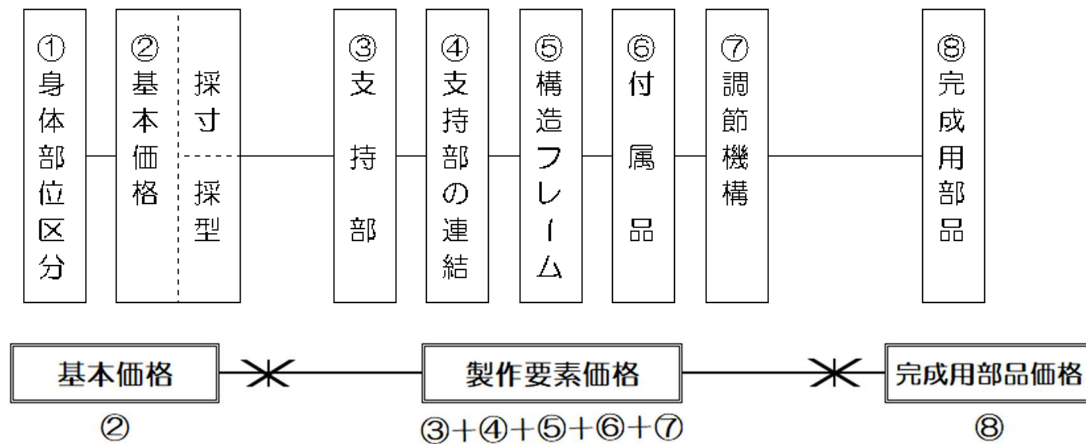 ①身体部位区分
②基本価格
採寸
採型
③支持部
④支持部の連結
⑤構造フレーム
⑥付属品
⑦調節機構
⑧完成用部品
基本価格
製作要素価格
完成用部品価格
②
③+④+⑤+⑥+⑦
⑧